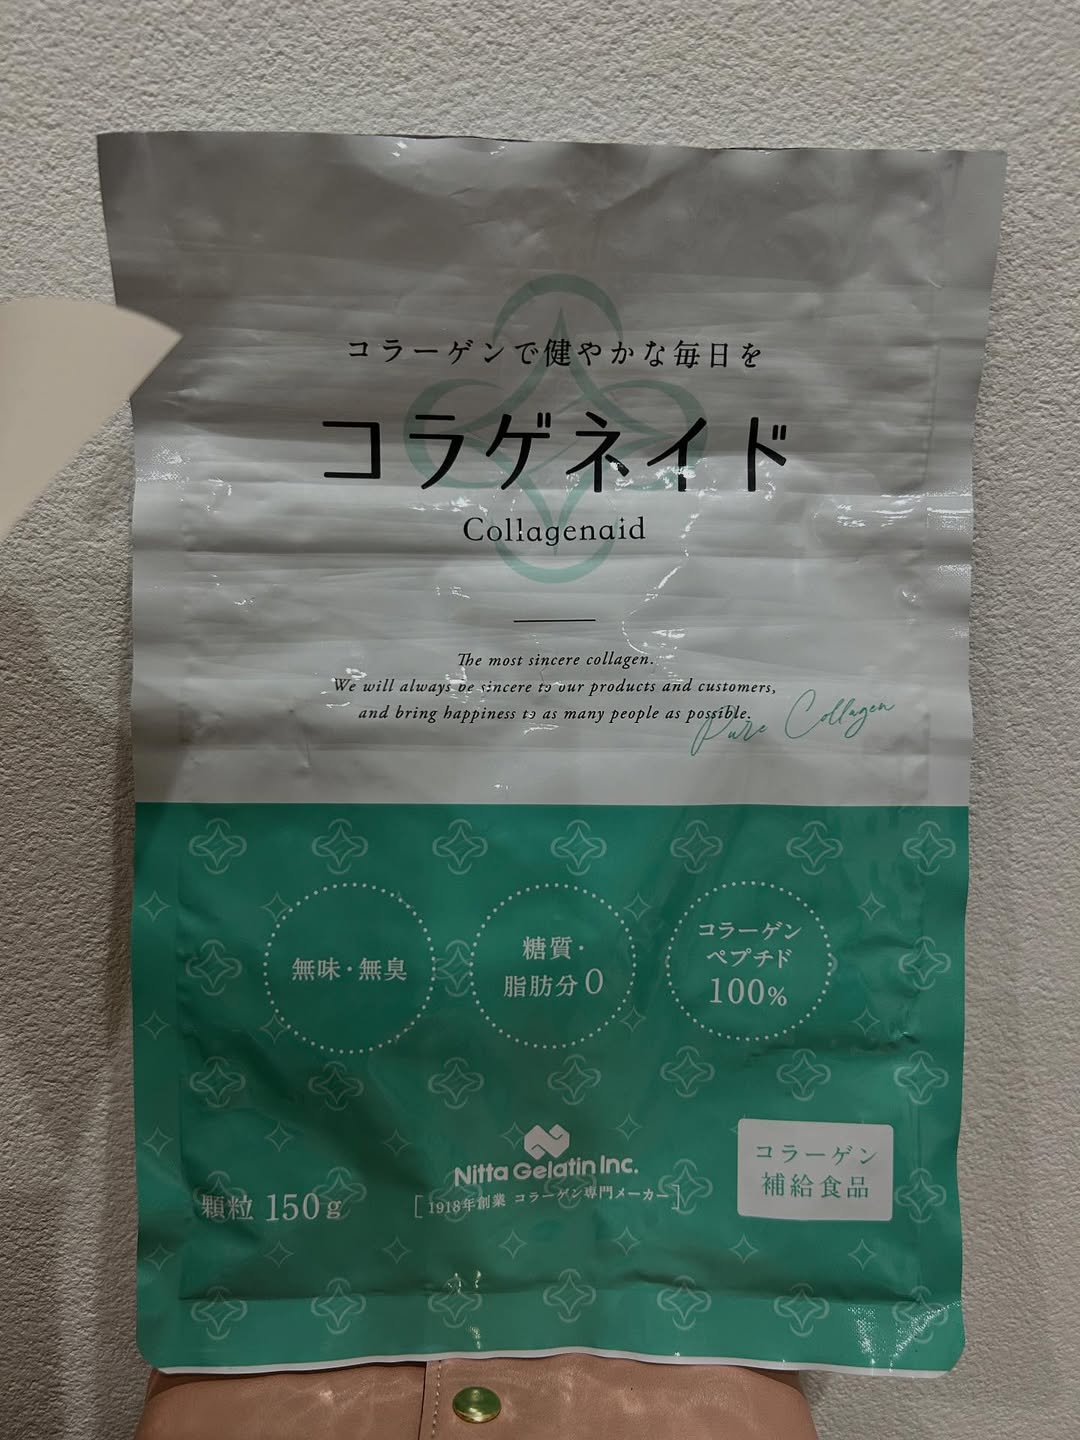 コラーゲンで健やかな毎日を
コラゲネイド
Collagenaid
The most sincere collagen.
We will always be sincere to our products and customers,
and bring happiness to as many people as possible.
Pure Collagen
無味・無臭
糖質・
脂肪分0
コラーゲン
ペプチド
100%
Nitta Gelatin Inc.
[1918年創業 コラーゲン専門メーカー]
顆粒 150g
コラーゲン
補給食品